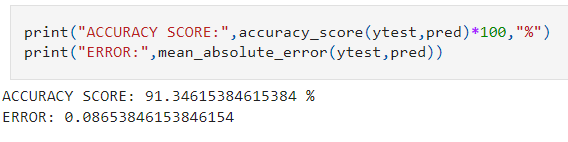 print("ACCURACY SCORE:",accuracy_score(ytest,pred)*100,"%")
print("ERROR:",mean_absolute_error(ytest,pred))
ACCURACY SCORE: 91.34615384615384 %
ERROR: 0.08653846153846154